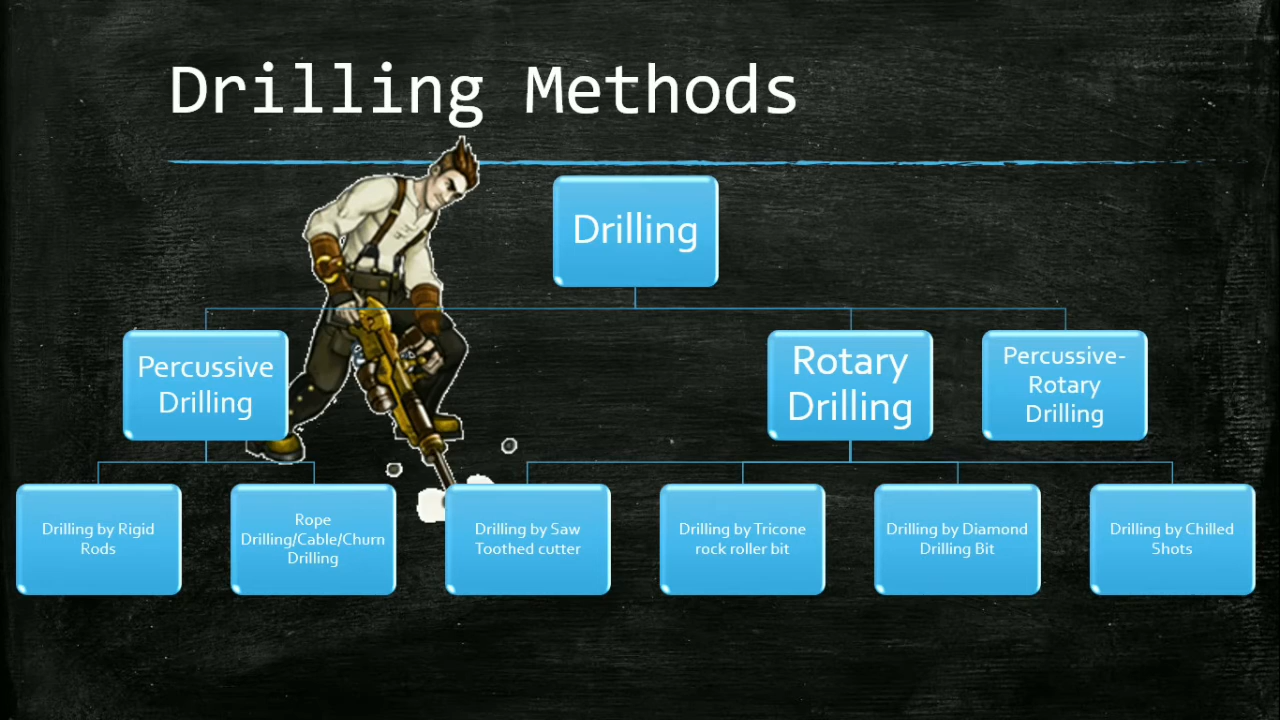 Drilling Methods
Drilling
Percussive
Drilling
Rotary
Drilling
Percussive-
Rotary
Drilling
Drilling by Rigid
Rods
Rope
Drilling/Cable/Churn
Drilling
Drilling by Saw
Toothed cutter
Drilling by Tricone
rock roller bit
Drilling by Diamond
Drilling Bit
Drilling by Chilled
Shots